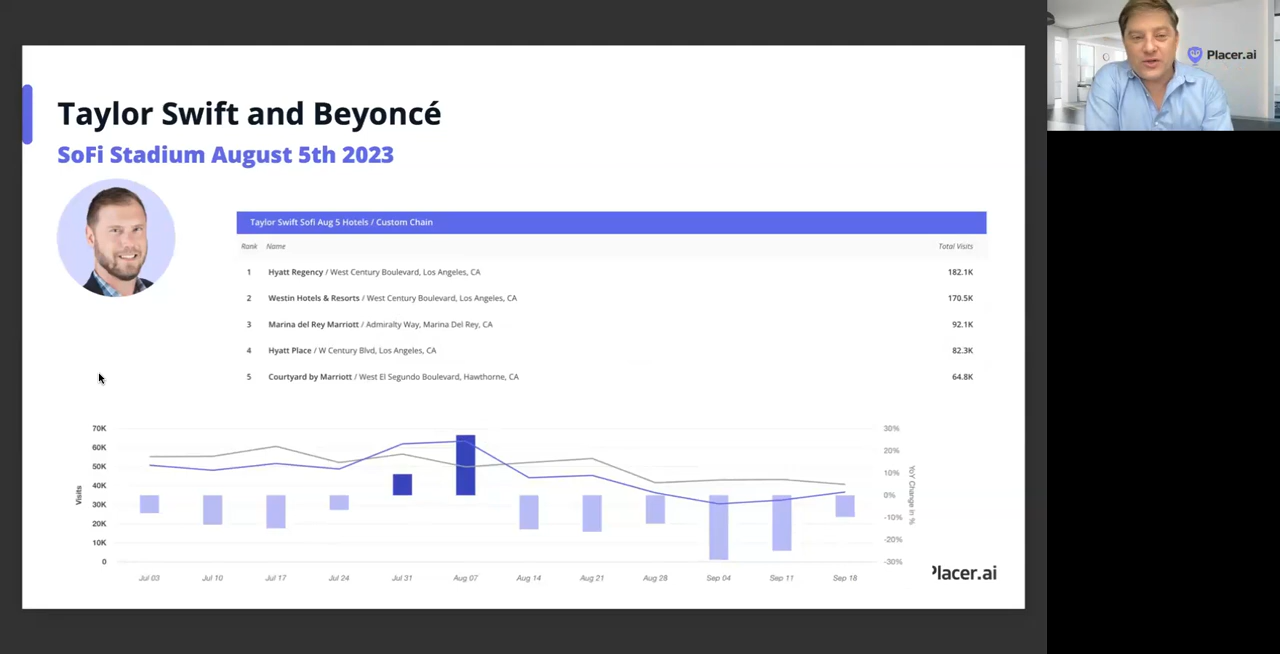 Taylor Swift and Beyoncé
SoFi Stadium August 5th 2023
Taylor Swift Sofi Aug 5 Hotels / Custom Chain
Rank Name Total Visits
1 Hyatt Regency / West Century Boulevard, Los Angeles, CA 182.1K
2 Westin Hotels & Resorts / West Century Boulevard, Los Angeles, CA 170.5K
3 Marina del Rey Marriott / Admiralty Way, Marina Del Rey, CA 92.1K
4 Hyatt Place / W Century Blvd, Los Angeles, CA 82.3K
5 Courtyard by Marriott / West El Segundo Boulevard, Hawthorne, CA 64.8K
Visits
70K
60K
50K
40K
30K
20K
10K
0
30%
20%
10%
0%
-10%
-20%
-30%
YoY Change in %
Jul 03 Jul 10 Jul 17 Jul 24 Jul 31 Aug 07 Aug 14 Aug 21 Aug 28 Sep 04 Sep 11 Sep 18
Placer.ai
Placer.ai